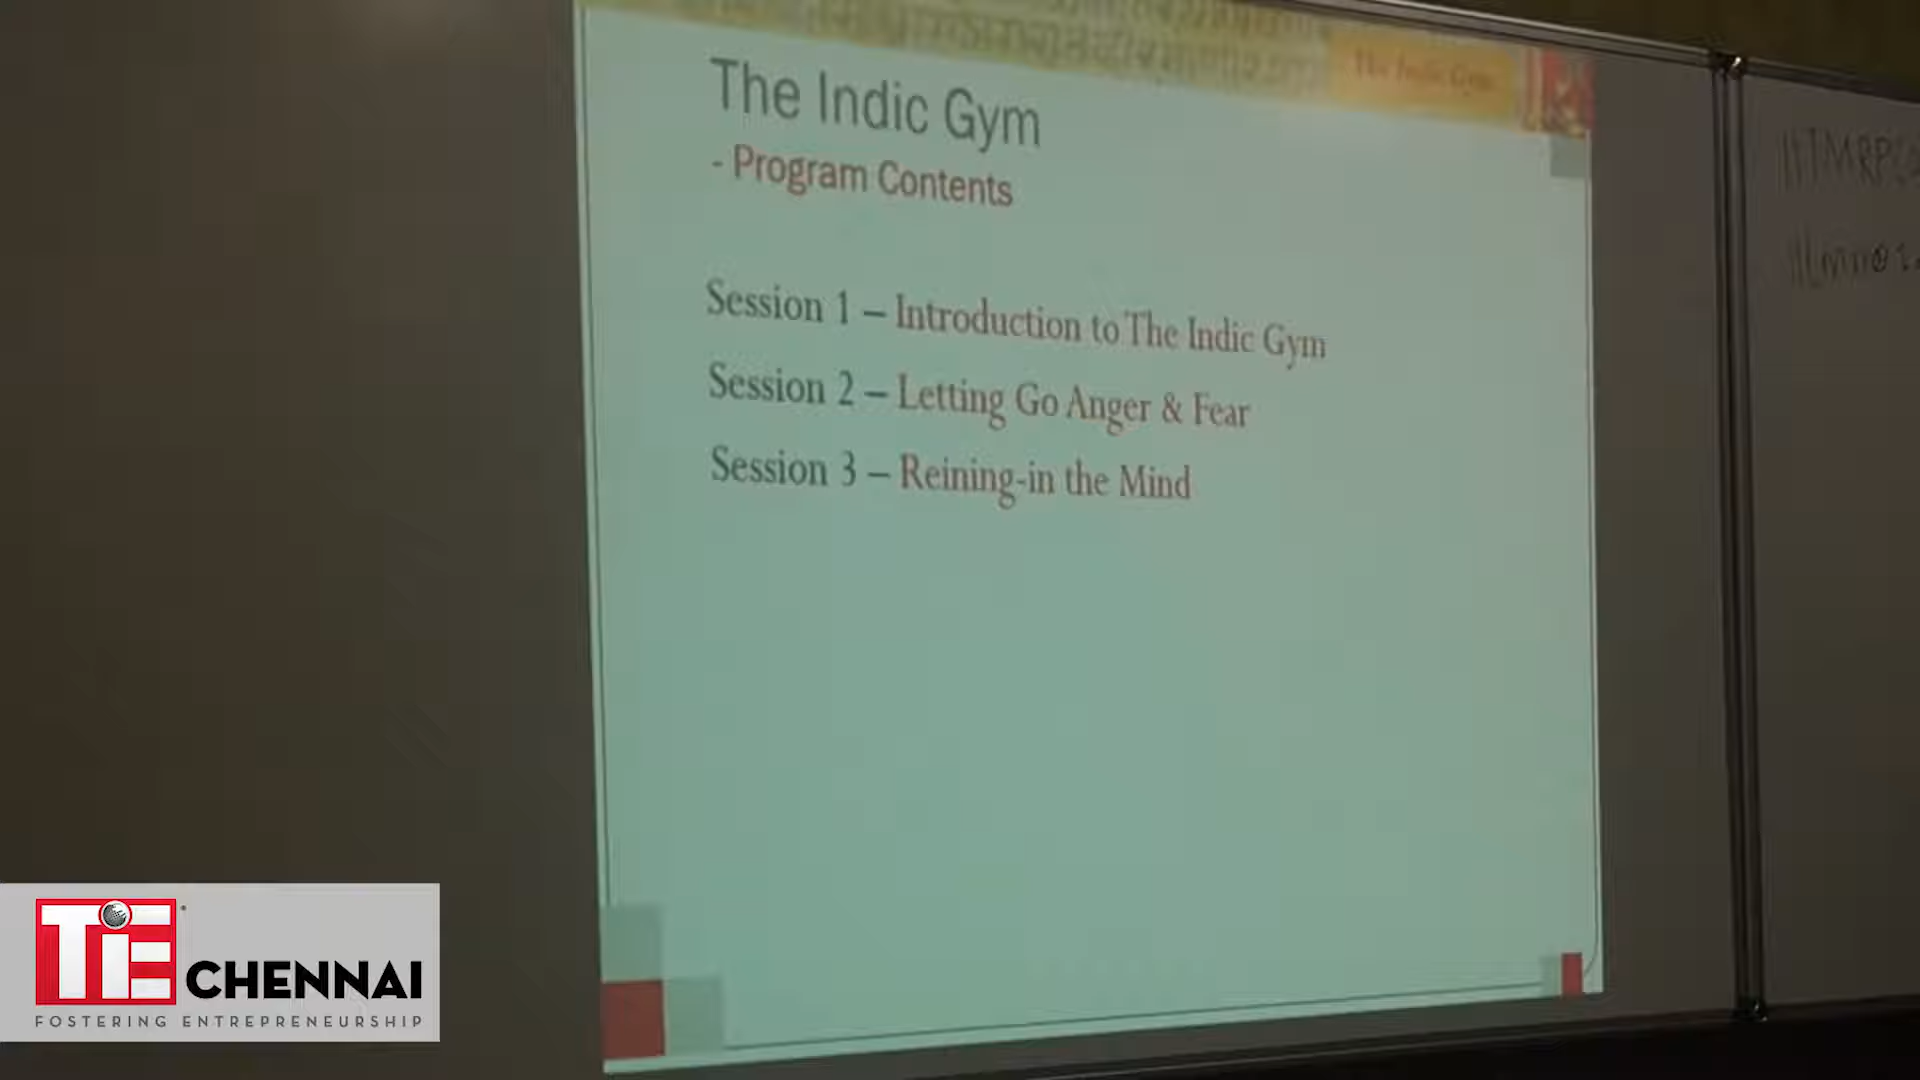 The Indic Gym
The Indic Gym
- Program Contents
Session 1 – Introduction to The Indic Gym
Session 2 – Letting Go Anger & Fear
Session 3 – Reining-in the Mind
TiE CHENNAI
FOSTERING ENTREPRENEURSHIP